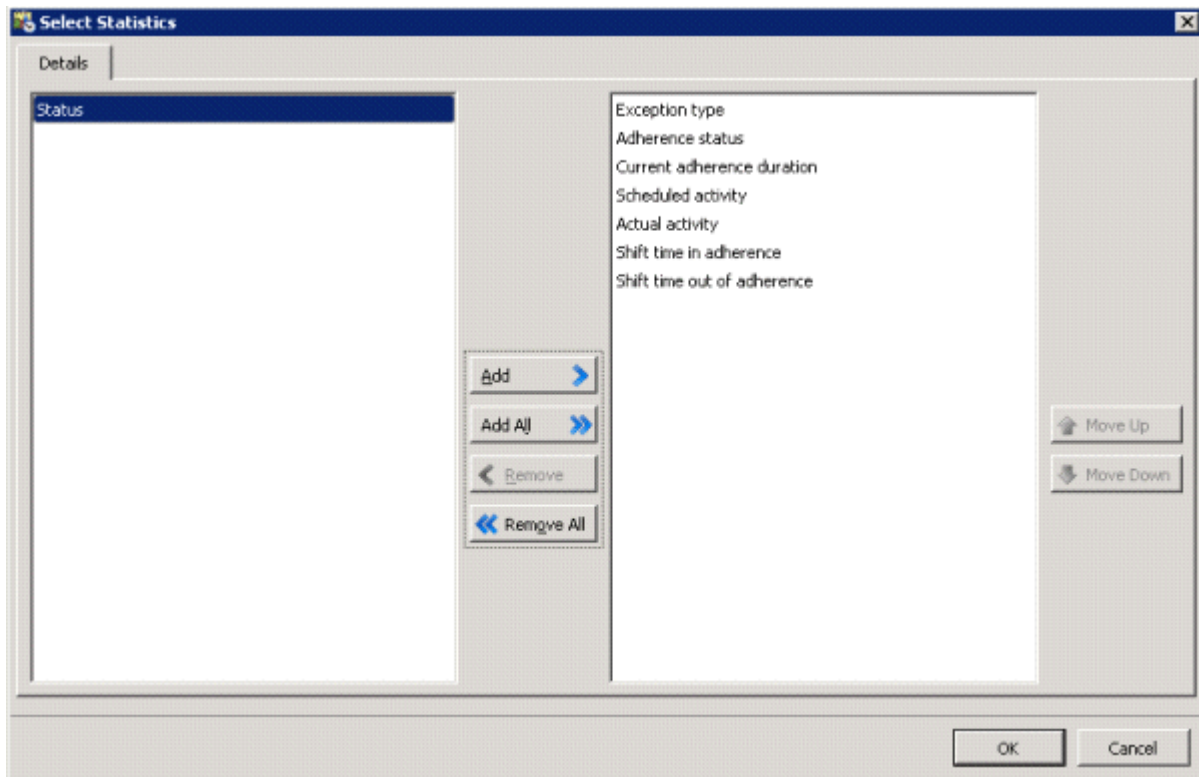 Select Statistics
Details
Status
Exception type
Adherence status
Current adherence duration
Scheduled activity
Actual activity
Shift time in adherence
Shift time out of adherence
Add
Add All
Remove
Remove All
Move Up
Move Down
OK
Cancel